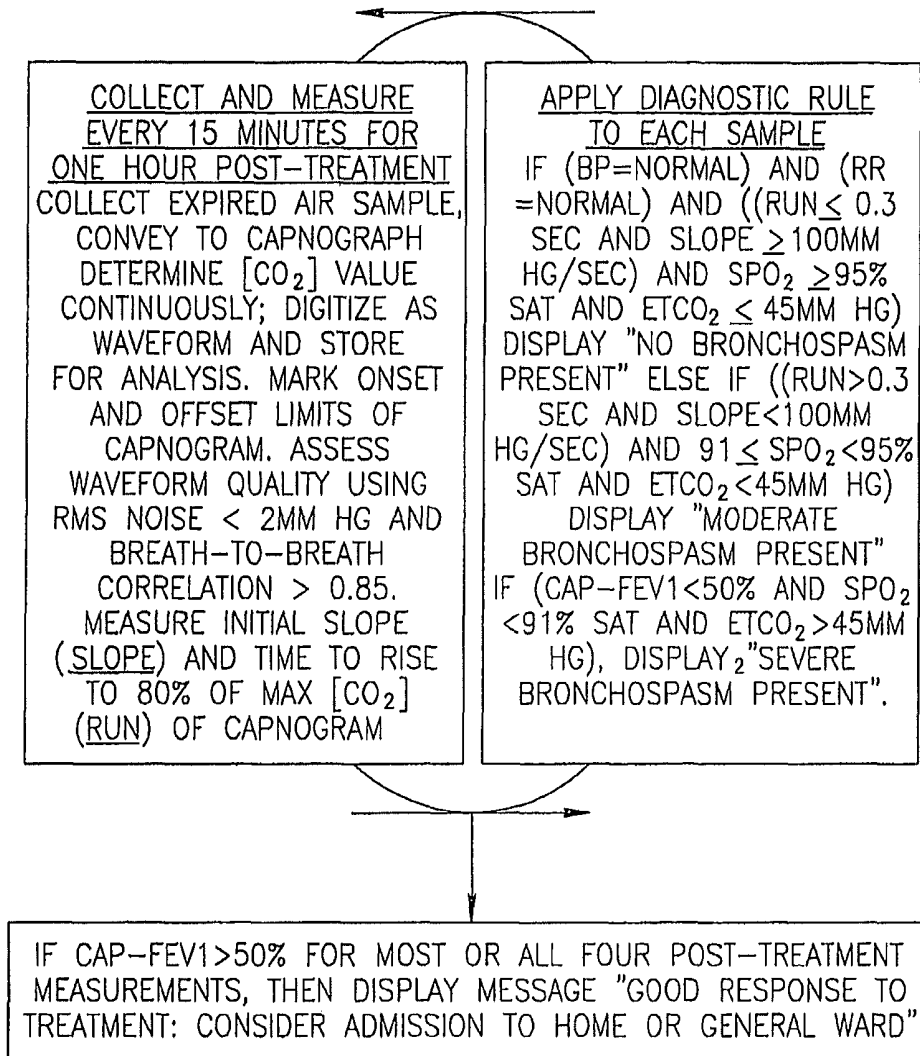 COLLECT AND MEASURE
EVERY 15 MINUTES FOR
ONE HOUR POST-TREATMENT
COLLECT EXPIRED AIR SAMPLE,
CONVEY TO CAPNOGRAPH
DETERMINE [CO₂] VALUE
CONTINUOUSLY; DIGITIZE AS
WAVEFORM AND STORE
FOR ANALYSIS. MARK ONSET
AND OFFSET LIMITS OF
CAPNOGRAM. ASSESS
WAVEFORM QUALITY USING
RMS NOISE < 2MM HG AND
BREATH-TO-BREATH
CORRELATION > 0.85.
MEASURE INITIAL SLOPE
(SLOPE) AND TIME TO RISE
TO 80% OF MAX [CO₂]
(RUN) OF CAPNOGRAM
APPLY DIAGNOSTIC RULE
TO EACH SAMPLE
IF (BP=NORMAL) AND (RR
=NORMAL) AND ((RUN≤ 0.3
SEC AND SLOPE ≥100MM
HG/SEC) AND SPO₂ ≥95%
SAT AND ETCO₂ ≤ 45MM HG)
DISPLAY "NO BRONCHOSPASM
PRESENT" ELSE IF ((RUN>0.3
SEC AND SLOPE<100MM
HG/SEC) AND 91≤ SPO₂<95%
SAT AND ETCO₂<45MM HG)
DISPLAY "MODERATE
BRONCHOSPASM PRESENT"
IF (CAP-FEV1<50% AND SPO₂
<91% SAT AND ETCO₂>45MM
HG), DISPLAY₂"SEVERE
BRONCHOSPASM PRESENT".
IF CAP-FEV1>50% FOR MOST OR ALL FOUR POST-TREATMENT
MEASUREMENTS, THEN DISPLAY MESSAGE "GOOD RESPONSE TO
TREATMENT: CONSIDER ADMISSION TO HOME OR GENERAL WARD"